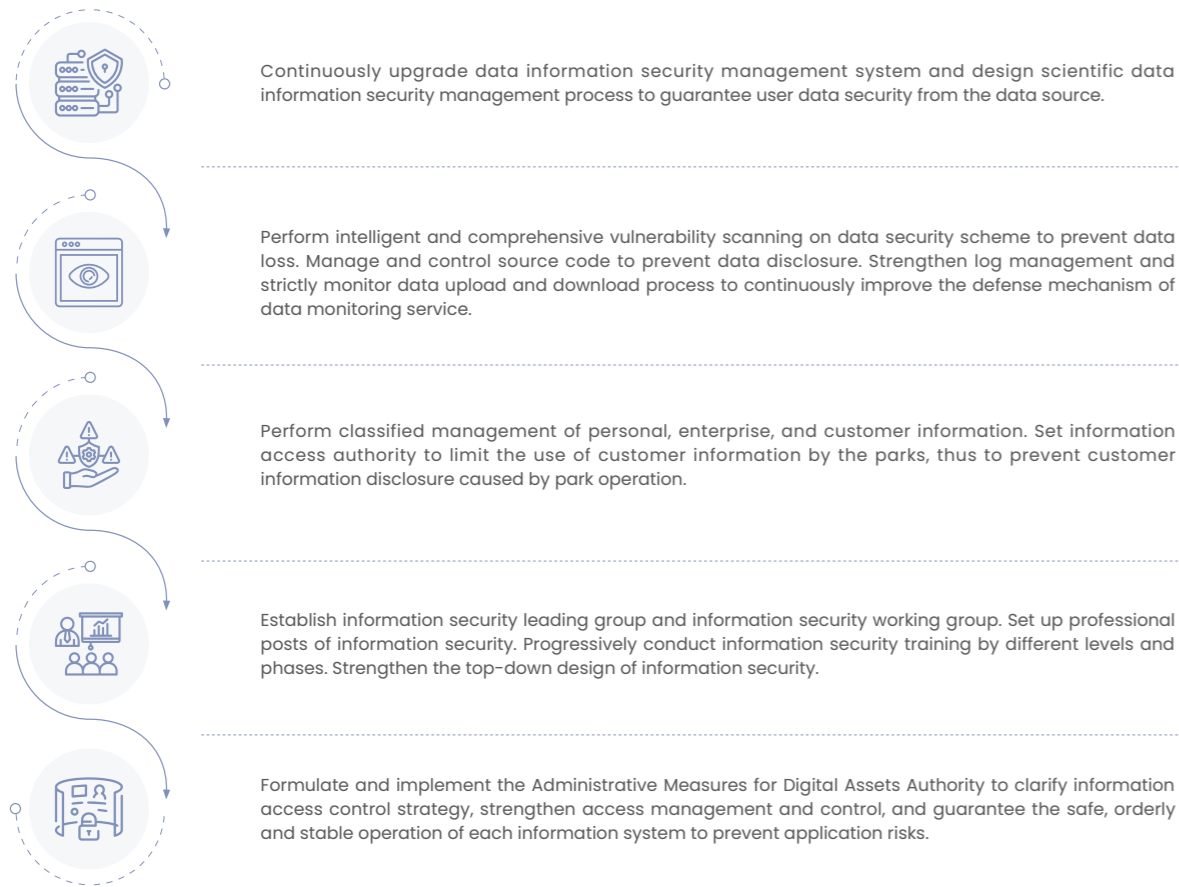 Continuously upgrade data information security management system and design scientific data
information security management process to guarantee user data security from the data source.
Perform intelligent and comprehensive vulnerability scanning on data security scheme to prevent data
loss. Manage and control source code to prevent data disclosure. Strengthen log management and
strictly monitor data upload and download process to continuously improve the defense mechanism of
data monitoring service.
Perform classified management of personal, enterprise, and customer information. Set information
access authority to limit the use of customer information by the parks, thus to prevent customer
information disclosure caused by park operation.
Establish information security leading group and information security working group. Set up professional
posts of information security. Progressively conduct information security training by different levels and
phases. Strengthen the top-down design of information security.
Formulate and implement the Administrative Measures for Digital Assets Authority to clarify information
access control strategy, strengthen access management and control, and guarantee the safe, orderly
and stable operation of each information system to prevent application risks.